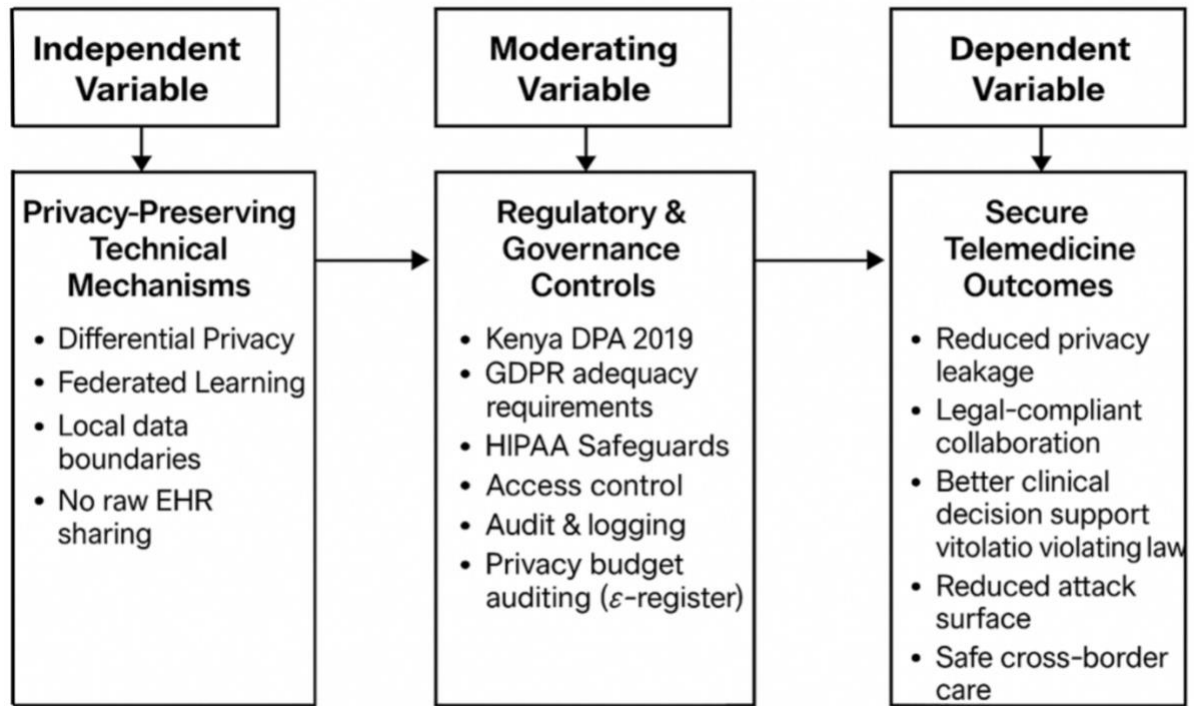 Independent
Variable
Moderating
Variable
Dependent
Variable
Privacy-Preserving
Technical
Mechanisms
• Differential Privacy
• Federated Learning
• Local data
boundaries
• No raw EHR
sharing
Regulatory &
Governance
Controls
• Kenya DPA 2019
• GDPR adequacy
requirements
• HIPAA Safeguards
• Access control
• Audit & logging
• Privacy budget
auditing (ε-register)
Secure
Telemedicine
Outcomes
• Reduced privacy
leakage
• Legal-compliant
collaboration
• Better clinical
decision support
vitolatio violating law
• Reduced attack
surface
• Safe cross-border
care